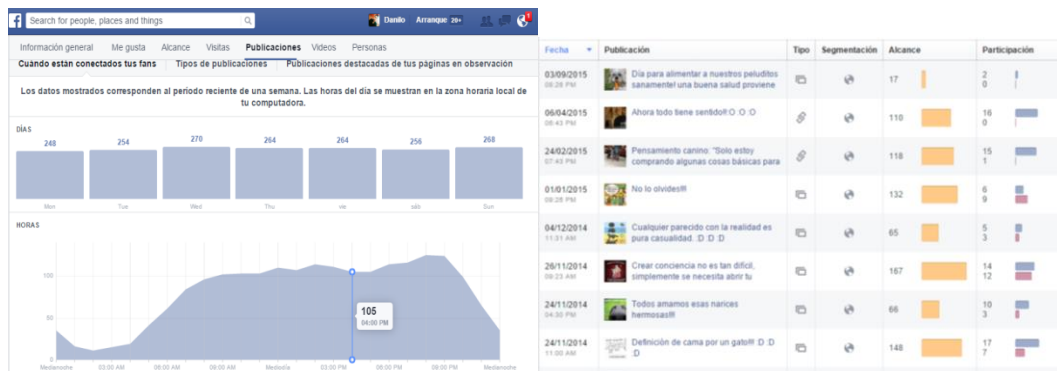 f Search for people, places and things Danilo Arranque 20+ 1
Información general Me gusta Alcance Visitas Publicaciones Videos Personas
Cuándo están conectados tus fans Tipos de publicaciones Publicaciones destacadas de tus páginas en observación
Los datos mostrados corresponden al período reciente de una semana. Las horas del día se muestran en la zona horaria local de
tu computadora.
DÍAS
248 254 270 264 264 256 268
Mon Tue Wed Thu vie sáb Sun
HORAS
100
50
0
105
04:00 PM
Medianoche 03:00 AM 06:00 AM 09:00 AM Mediodía 03:00 PM 06:00 PM 09:00 PM Medianoche
Fecha Publicación Tipo Segmentación Alcance Participación
03/09/2015 Día para alimentar a nuestros peluditos 17 2
08:28 PM sanamente! una buena salud proviene 0
06/04/2015 Ahora todo tiene sentido!!:O :O :O 110 16
08:43 PM 0
24/02/2015 Pensamiento canino: "Solo estoy 118 15
07:43 PM comprando algunas cosas básicas para 1
01/01/2015 No lo olvides!!! 132 6
09:28 PM 9
04/12/2014 Cualquier parecido con la realidad es 65 5
11:31 AM pura casualidad. :D :D :D 3
26/11/2014 Crear conciencia no es tan difícil, 167 14
09:23 AM simplemente se necesita abrir tu 12
24/11/2014 Todos amamos esas narices 66 10
04:30 PM hermosas!!! 3
24/11/2014 Definición de cama por un gato!!! :D :D 148 17
11:00 AM :D 7